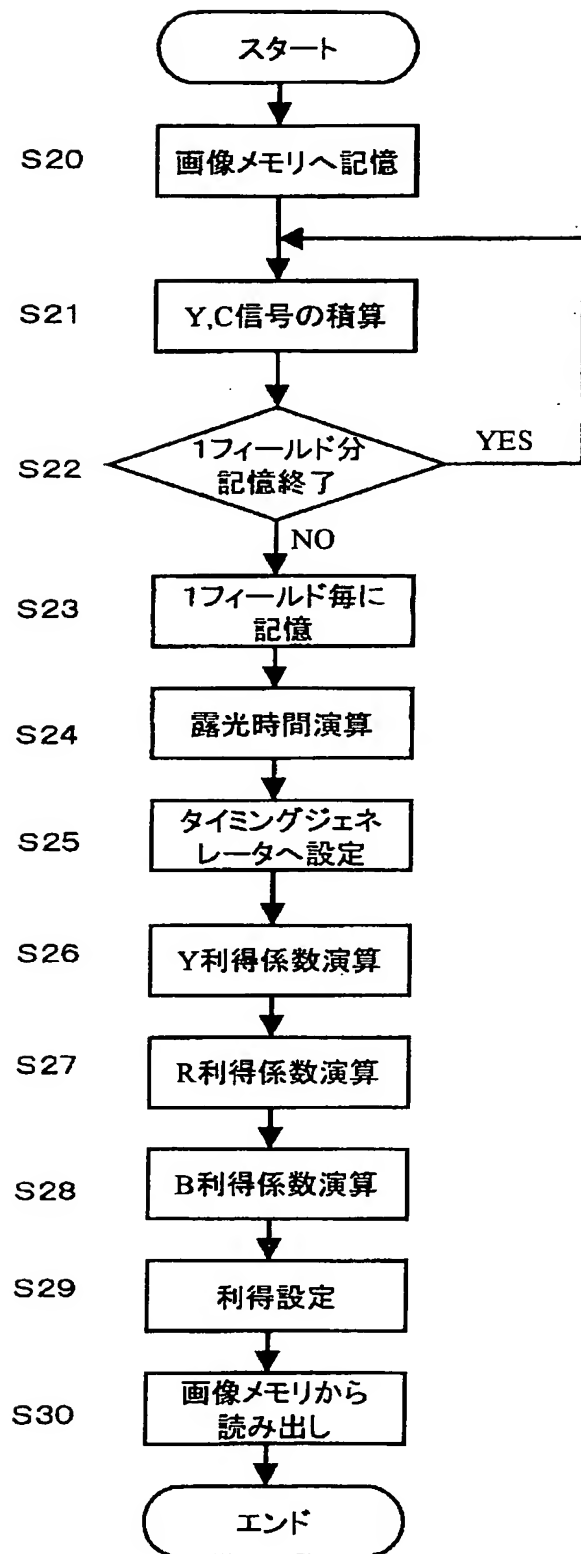 スタート
S20
画像メモリへ記憶
S21
Y,C信号の積算
S22
1フィールド分
記憶終了
YES
NO
S23
1フィールド毎に
記憶
S24
露光時間演算
S25
タイミングジェネ
レータへ設定
S26
Y利得係数演算
S27
R利得係数演算
S28
B利得係数演算
S29
利得設定
S30
画像メモリから
読み出し
エンド